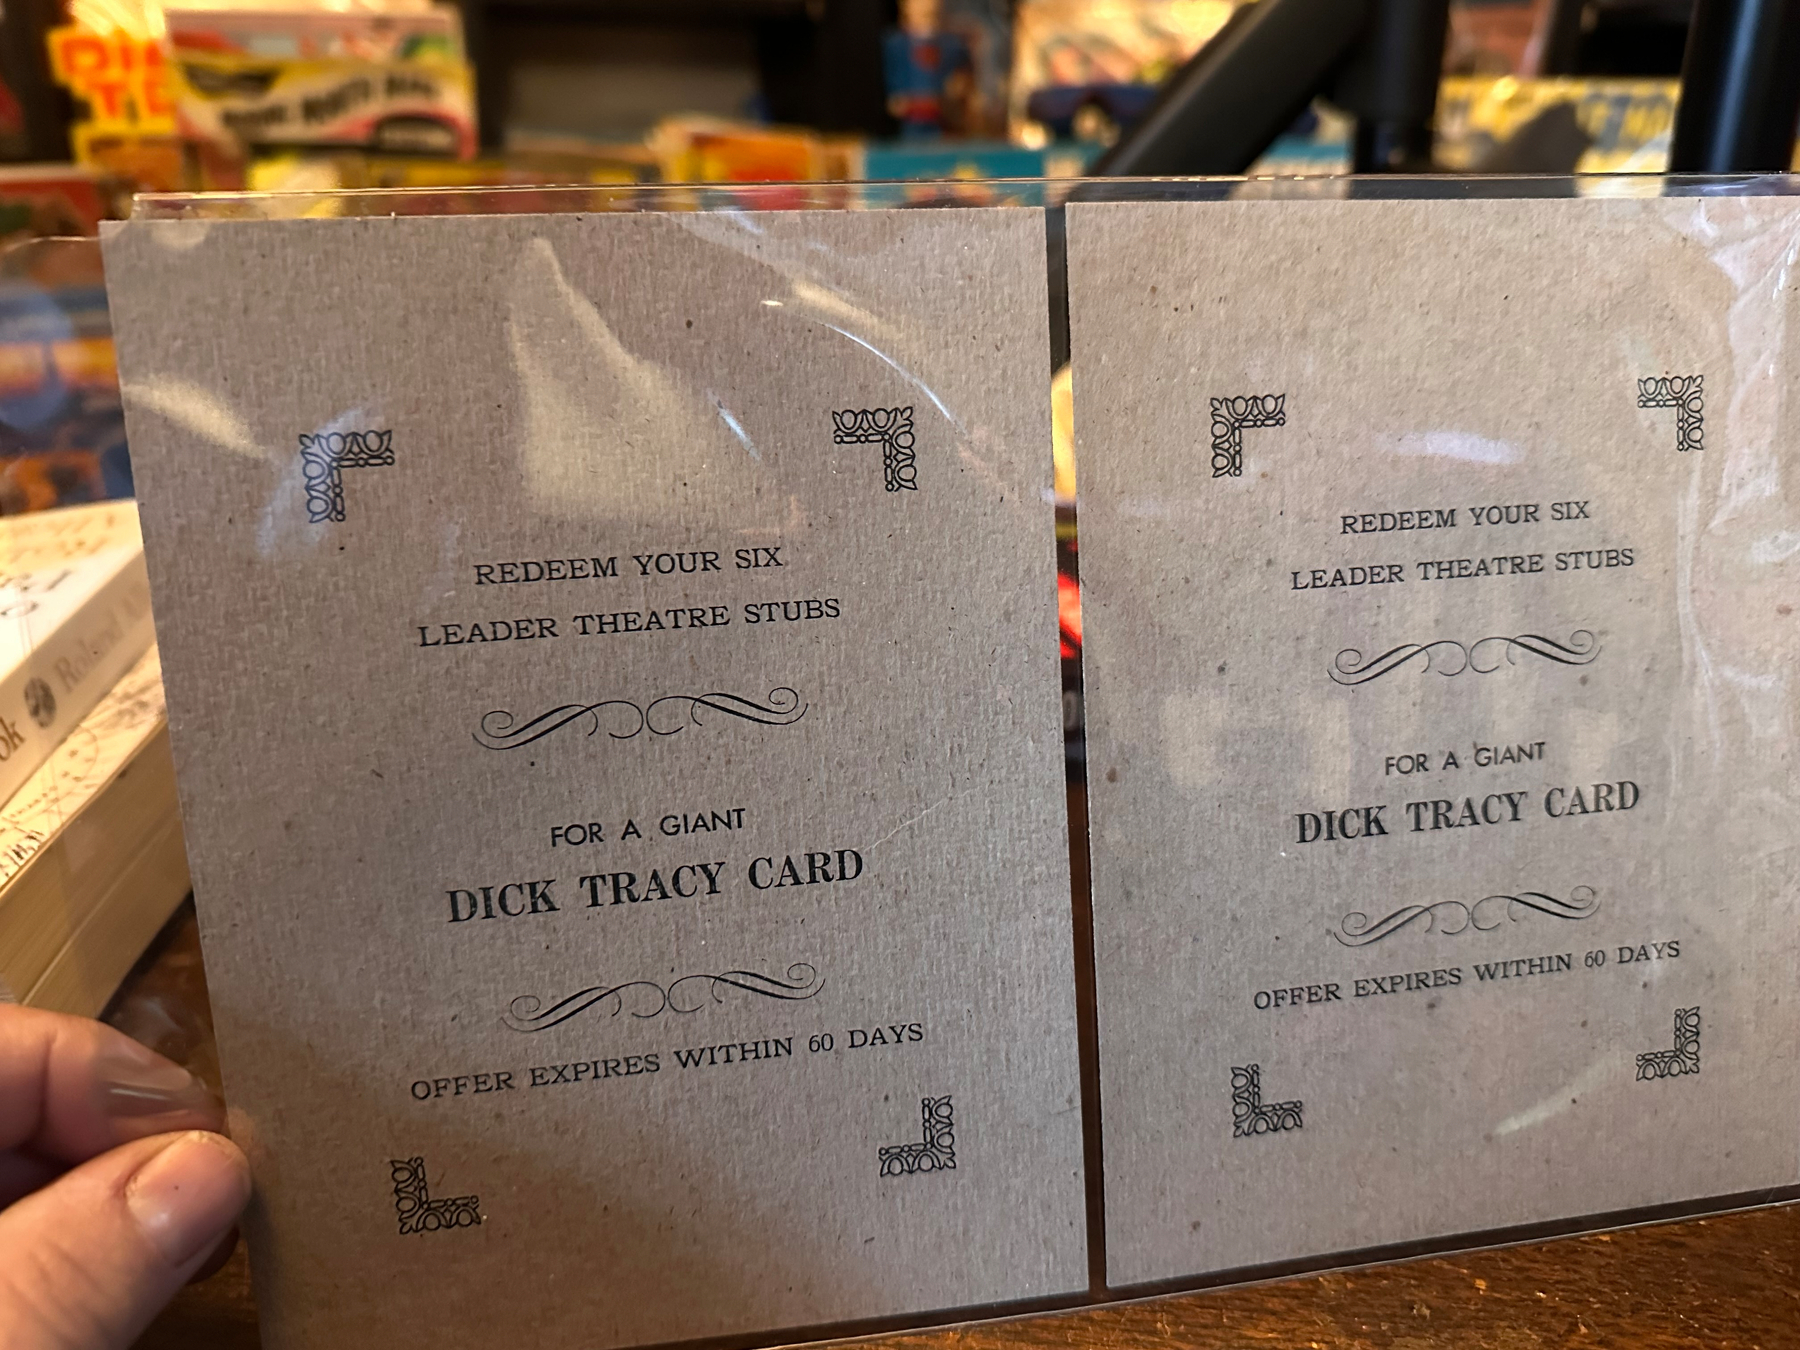 REDEEM YOUR SIX
LEADER THEATRE STUBS
FOR A GIANT
DICK TRACY CARD
OFFER EXPIRES WITHIN 60 DAYS
REDEEM YOUR SIX
LEADER THEATRE STUBS
FOR A GIANT
DICK TRACY CARD
OFFER EXPIRES WITHIN 60 DAYS
Roland